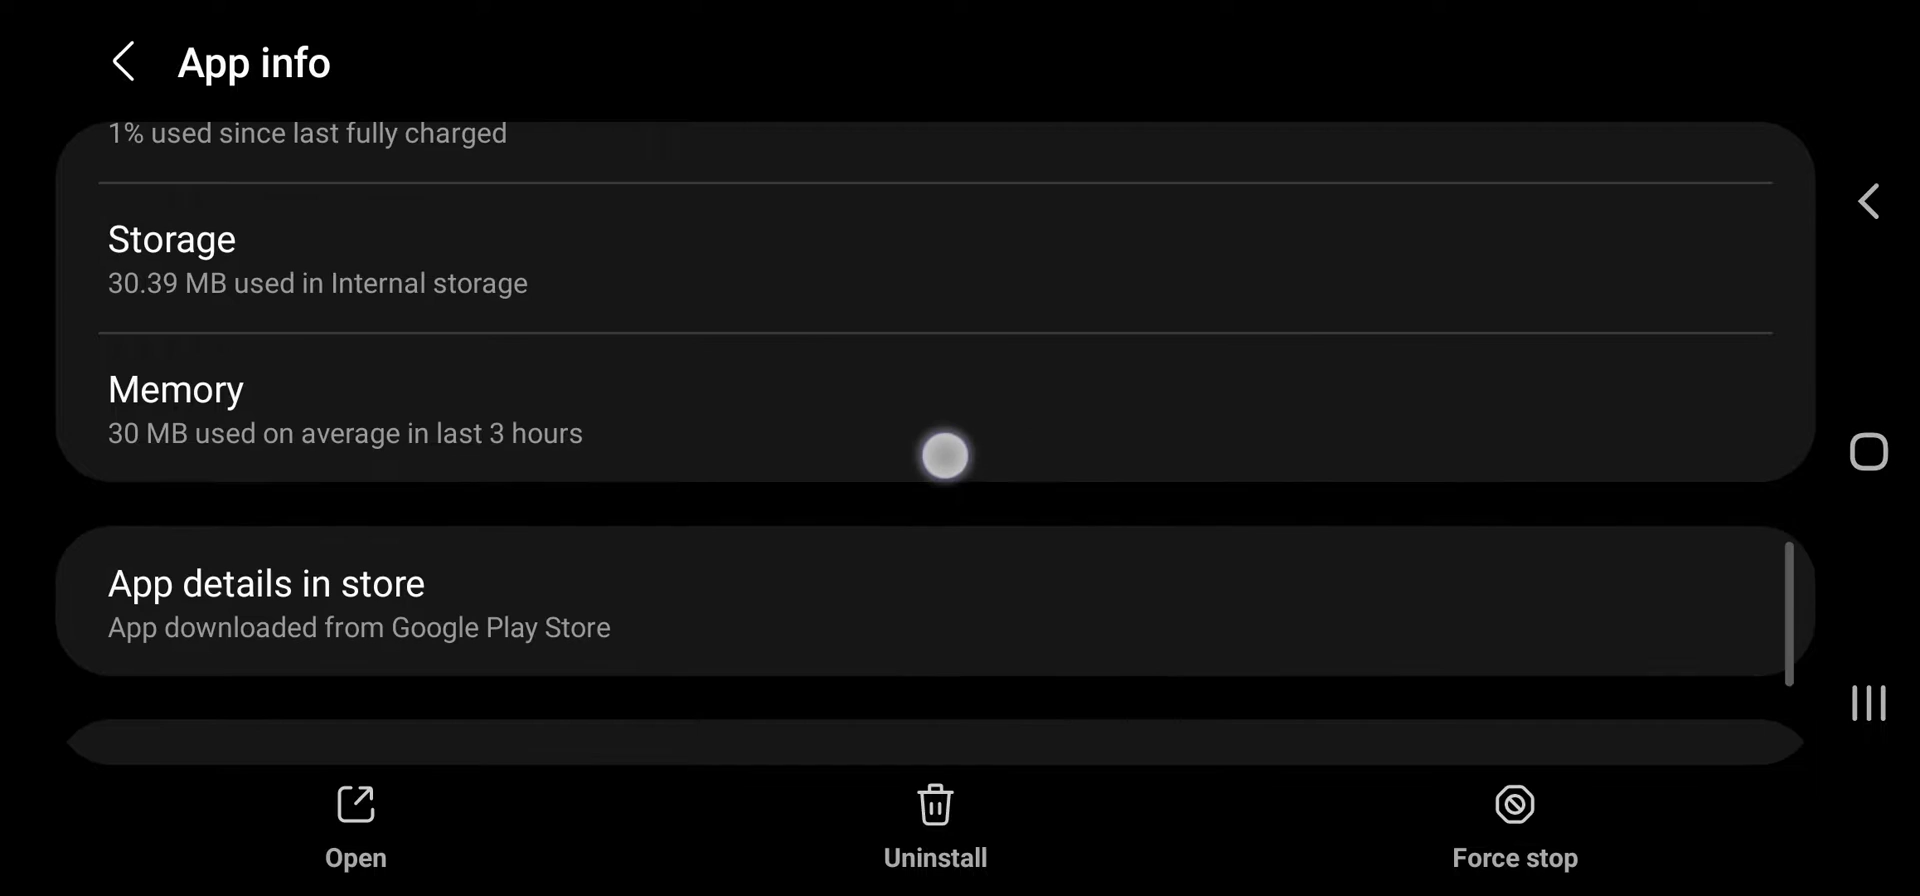 App info
1% used since last fully charged
Storage
30.39 MB used in Internal storage
Memory
30 MB used on average in last 3 hours
App details in store
App downloaded from Google Play Store
Open
Uninstall
Force stop